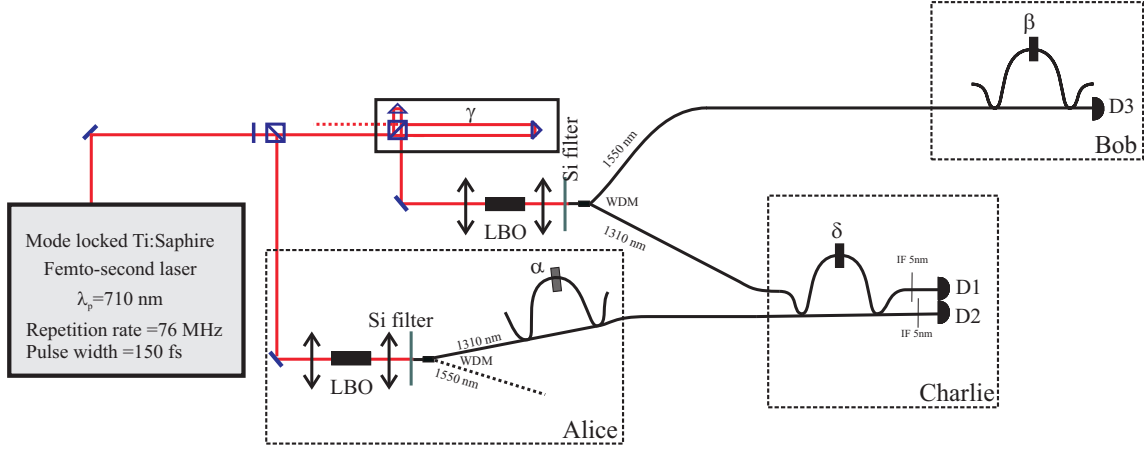 β
D3
Bob
γ
Si filter
1550 nm
WDM
LBO
1310 nm
Mode locked Ti:Saphire
Femto-second laser
λp=710 nm
Repetition rate =76 MHz
Pulse width =150 fs
α
Si filter
1310 nm
WDM
1550 nm
LBO
Alice
δ
IF 5nm
D1
D2
IF 5nm
Charlie